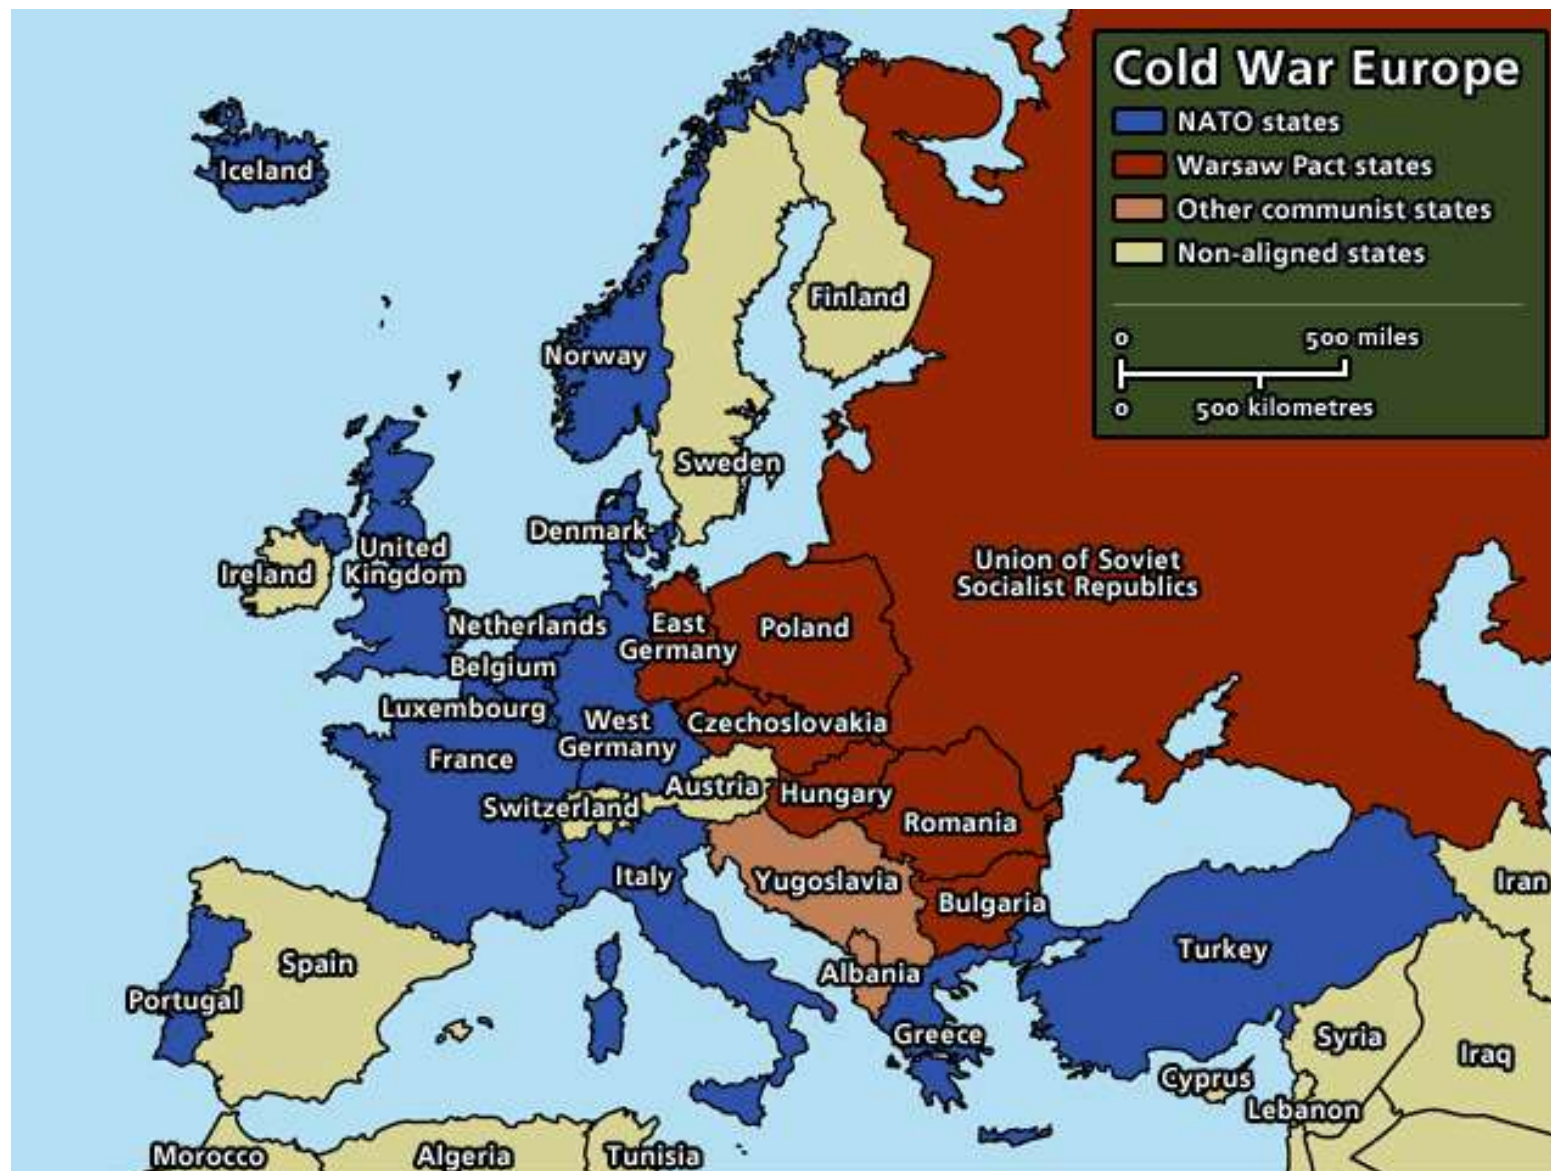 Cold War Europe
NATO states
Warsaw Pact states
Other communist states
Non-aligned states
0
500 miles
0
500 kilometres
Iceland
Finland
Norway
Sweden
Denmark
Ireland
United
Kingdom
Union of Soviet
Socialist Republics
Netherlands
East
Germany
Poland
Belgium
Luxembourg
West
Germany
Czechoslovakia
France
Switzerland
Austria
Hungary
Romania
Italy
Yugoslavia
Bulgaria
Iran
Spain
Portugal
Albania
Turkey
Greece
Syria
Iraq
Cyprus
Lebanon
Morocco
Algeria
Tunisia